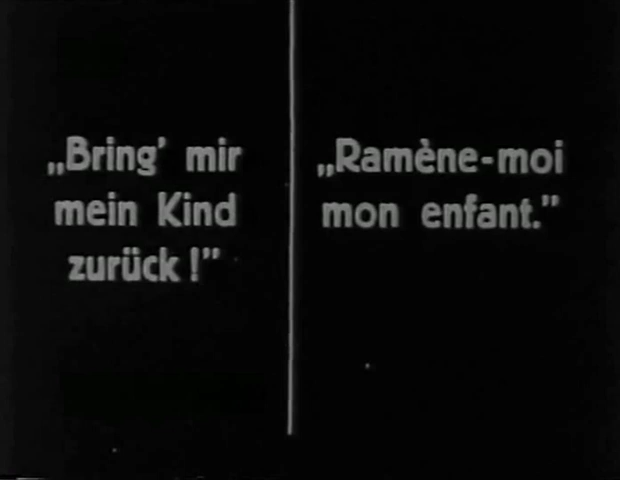 „Bring’ mir
mein Kind
zurück!”
„Ramène-moi
mon enfant.”